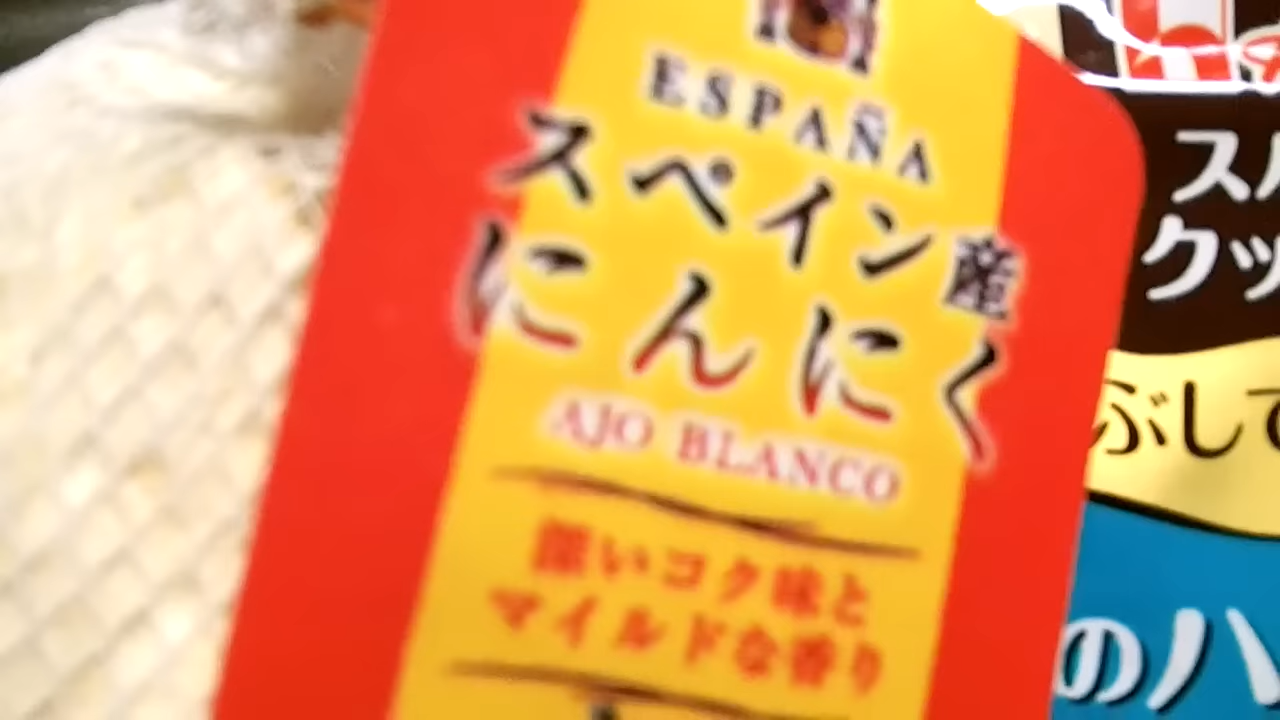 ESPAÑA
スペイン産
にんにく
AJO BLANCO
深いコク味と
マイルドな香り
スル
クッ
ぶして
のハ